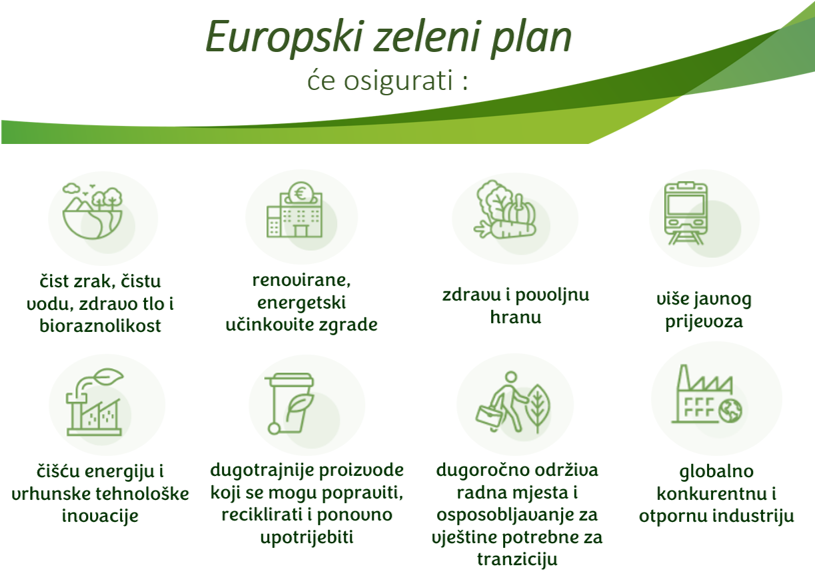 Europski zeleni plan
će osigurati :
čist zrak, čistu
vodu, zdravo tlo i
bioraznolikost
renovirane,
energetski
učinkovite zgrade
zdravu i povoljnu
hranu
više javnog
prijevoza
čišću energiju i
vrhunske tehnološke
inovacije
dugotrajnije proizvode
koji se mogu popraviti,
reciklirati i ponovno
upotrijebiti
dugoročno održiva
radna mjesta i
osposobljavanje za
vještine potrebne za
tranziciju
globalno
konkurentnu i
otpornu industriju